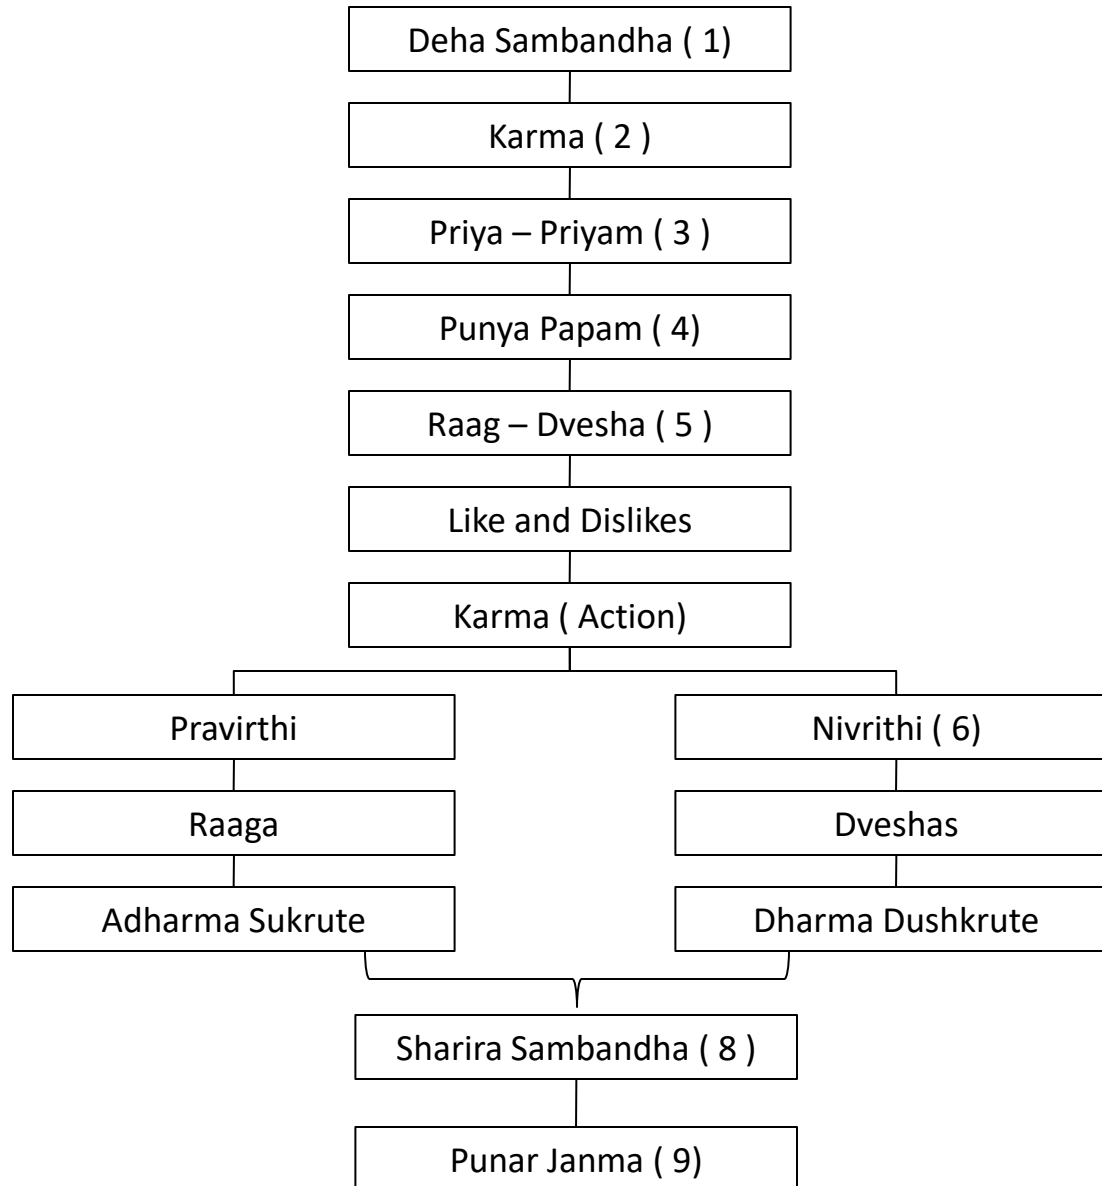 Deha Sambandha ( 1)
Karma ( 2 )
Priya – Priyam ( 3 )
Punya Papam ( 4)
Raag – Dvesha ( 5 )
Like and Dislikes
Karma ( Action)
Pravirthi
Nivrithi ( 6)
Raaga
Dveshas
Adharma Sukrute
Dharma Dushkrute
Sharira Sambandha ( 8 )
Punar Janma ( 9)